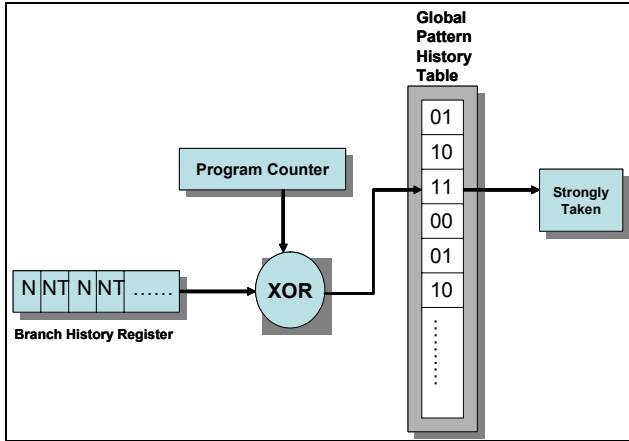 Global
Pattern
History
Table
01
10
11
00
01
10
Program Counter
Strongly
Taken
XOR
N NT N NT ......
Branch History Register